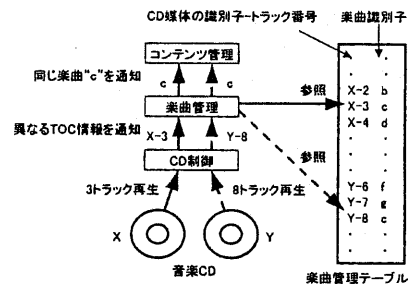 CD媒体の識別子-トラック番号
楽曲識別子
コンテンツ管理
同じ楽曲"c"を通知
c
c
楽曲管理
参照
異なるTOC情報を通知
X-3
Y-8
CD制御
参照
3トラック再生
8トラック再生
X
Y
音楽CD
X-2 b
X-3 c
X-4 d
Y-6 f
Y-7 g
Y-8 c
楽曲管理テーブル